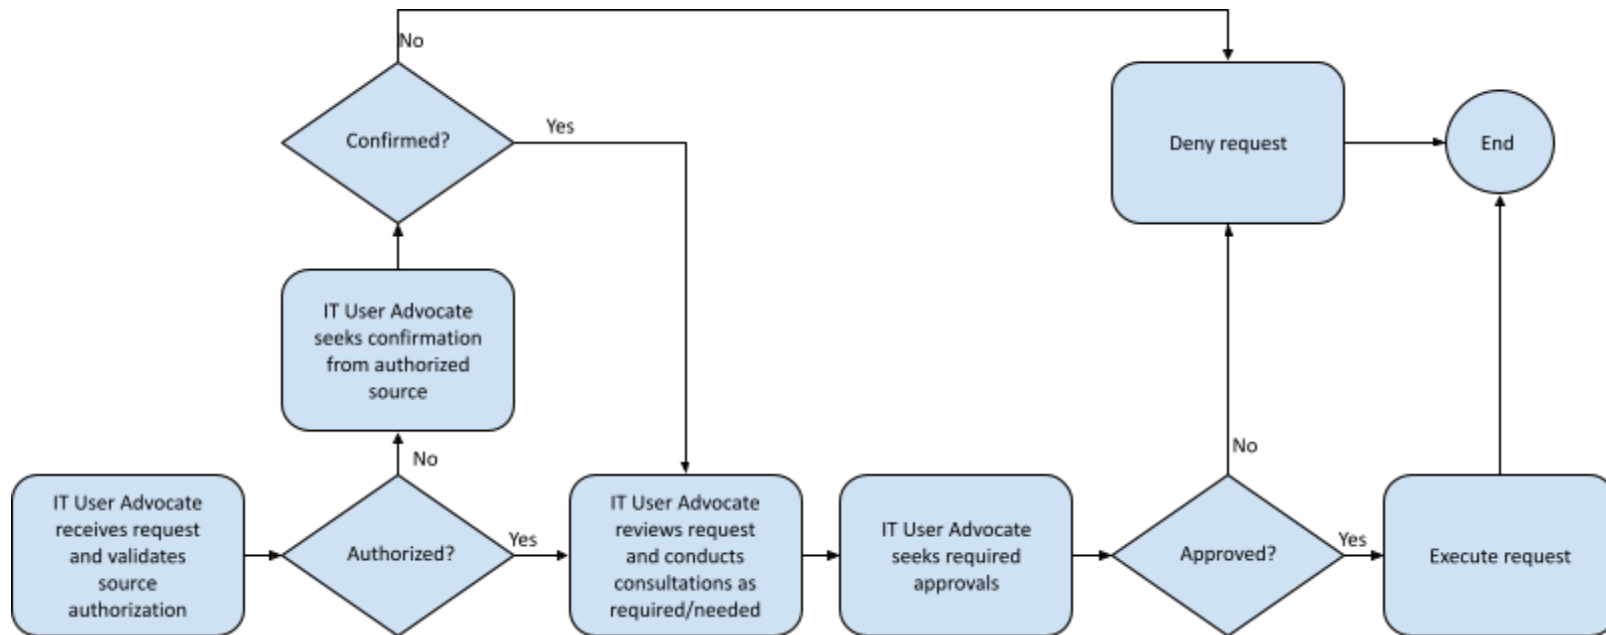 No
Confirmed?
Yes
Deny request
End
IT User Advocate
seeks confirmation
from authorized
source
No
No
IT User Advocate
receives request
and validates
source
authorization
Authorized?
Yes
IT User Advocate
reviews request
and conducts
consultations as
required/needed
IT User Advocate
seeks required
approvals
Approved?
Yes
Execute request